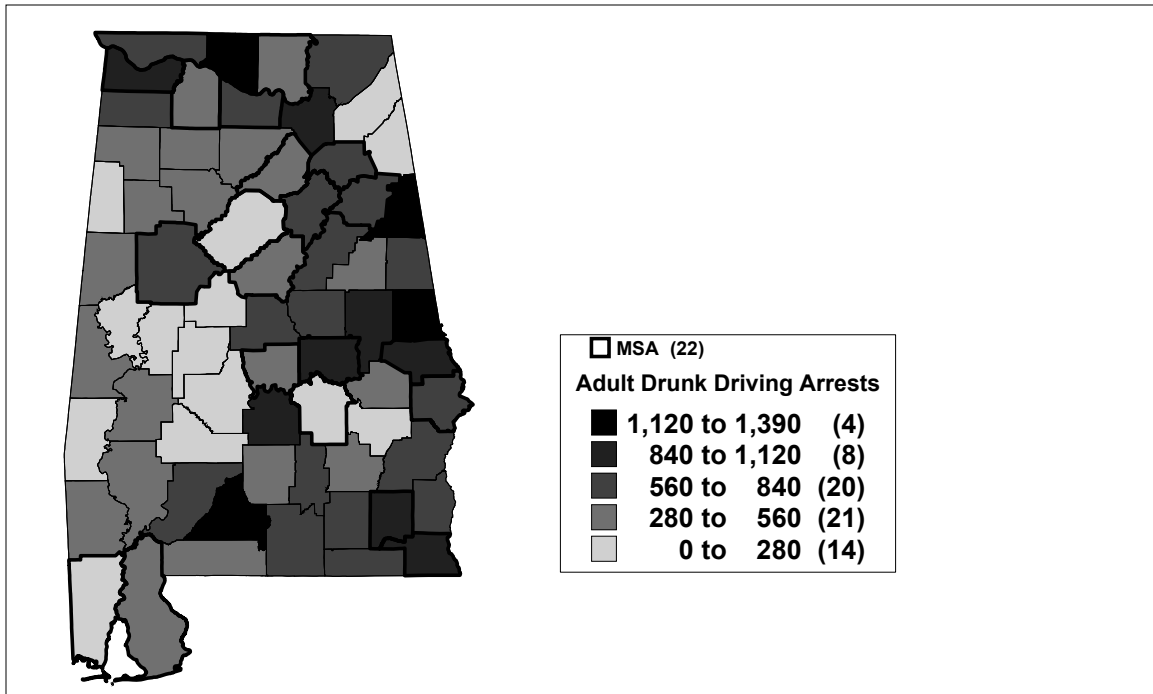 MSA (22)
Adult Drunk Driving Arrests
1,120 to 1,390 (4)
840 to 1,120 (8)
560 to 840 (20)
280 to 560 (21)
0 to 280 (14)